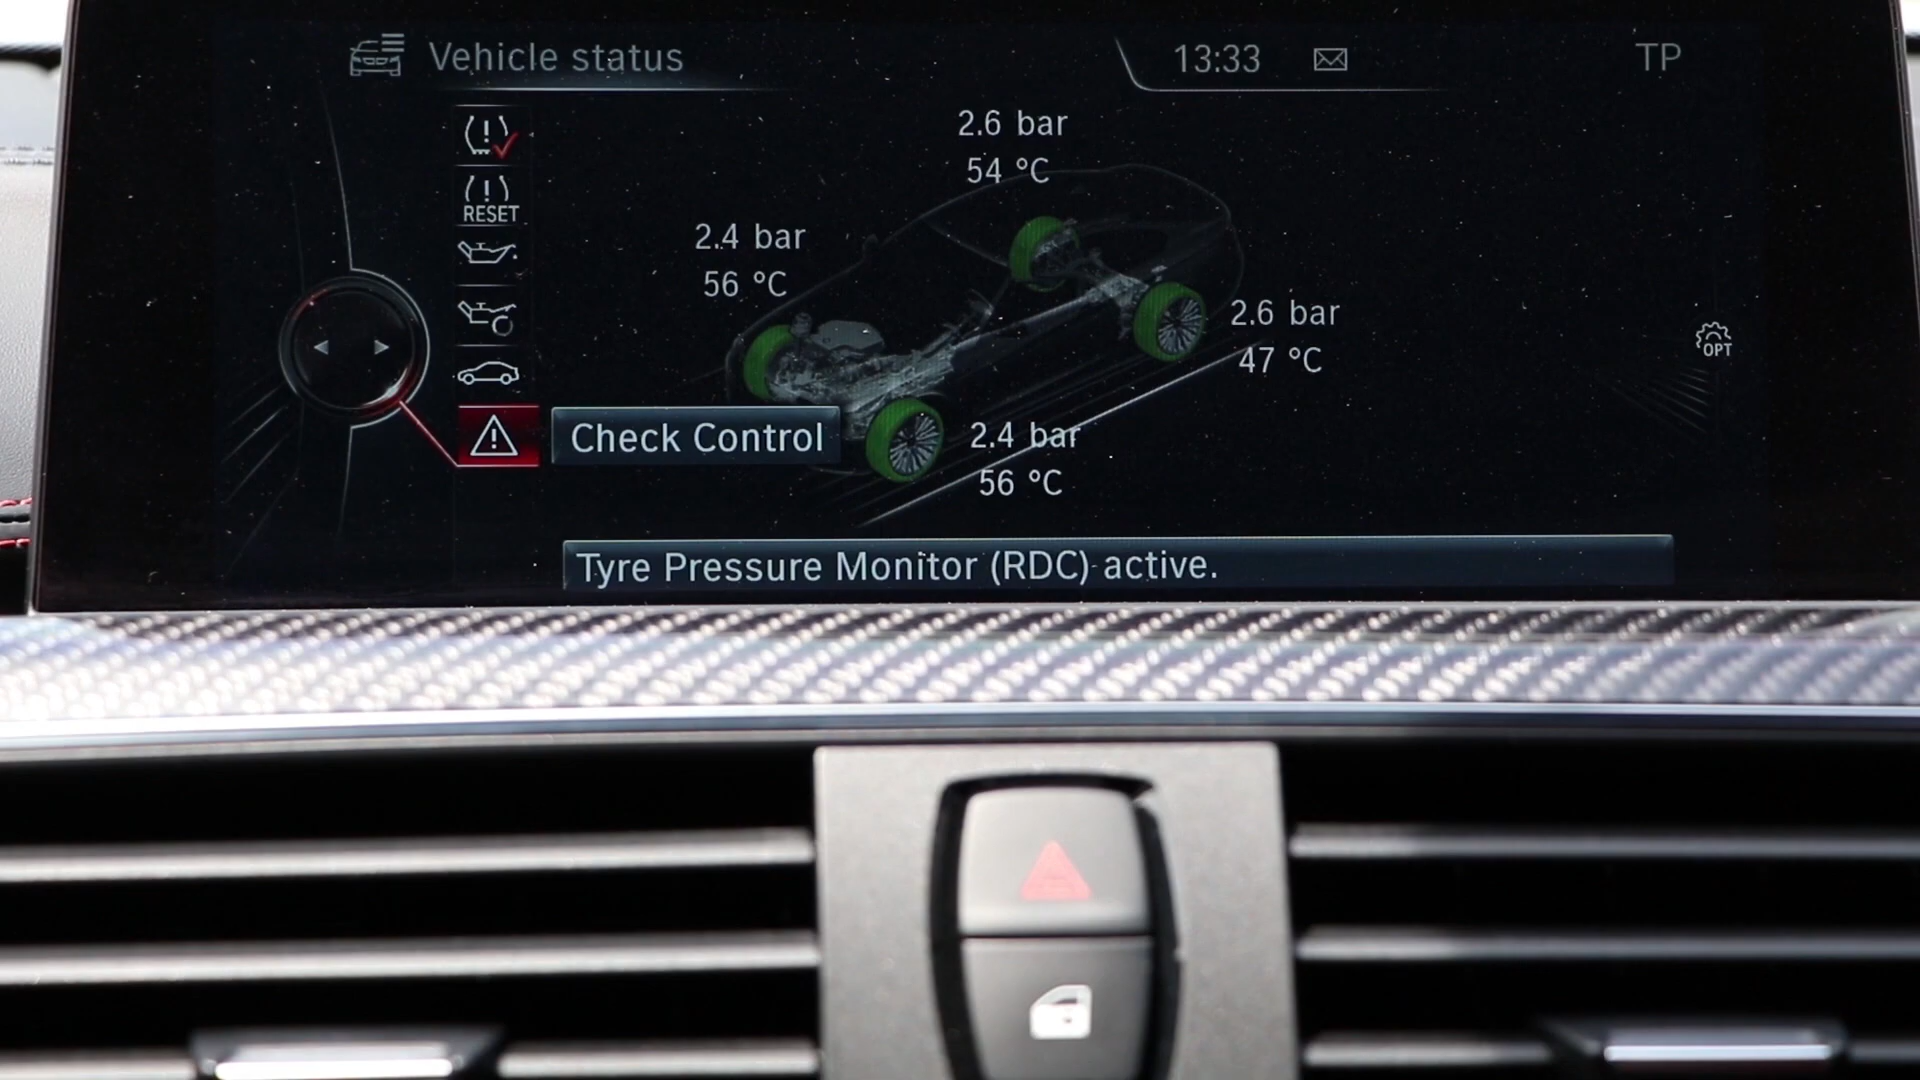 Vehicle status
13:33
TP
2.6 bar
54 °C
RESET
2.4 bar
56 °C
2.6 bar
47 °C
OPT
Check Control
2.4 bar
56 °C
Tyre Pressure Monitor (RDC) active.